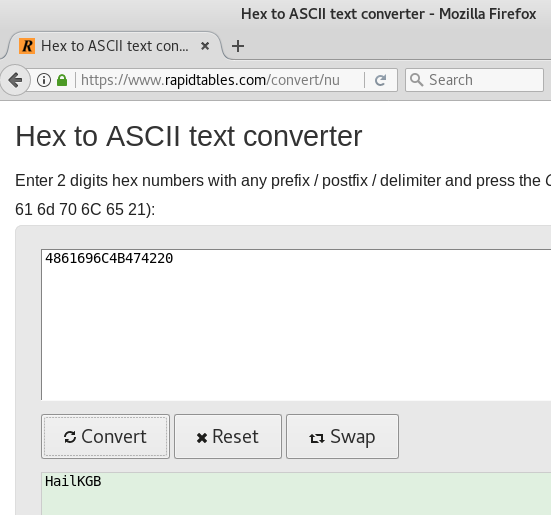 Hex to ASCII text converter - Mozilla Firefox
R Hex to ASCII text con... × +
https://www.rapidtables.com/convert/nu
Search
Hex to ASCII text converter
Enter 2 digits hex numbers with any prefix / postfix / delimiter and press the C
61 6d 70 6C 65 21):
4861696C4B474220
Convert
Reset
Swap
HailKGB